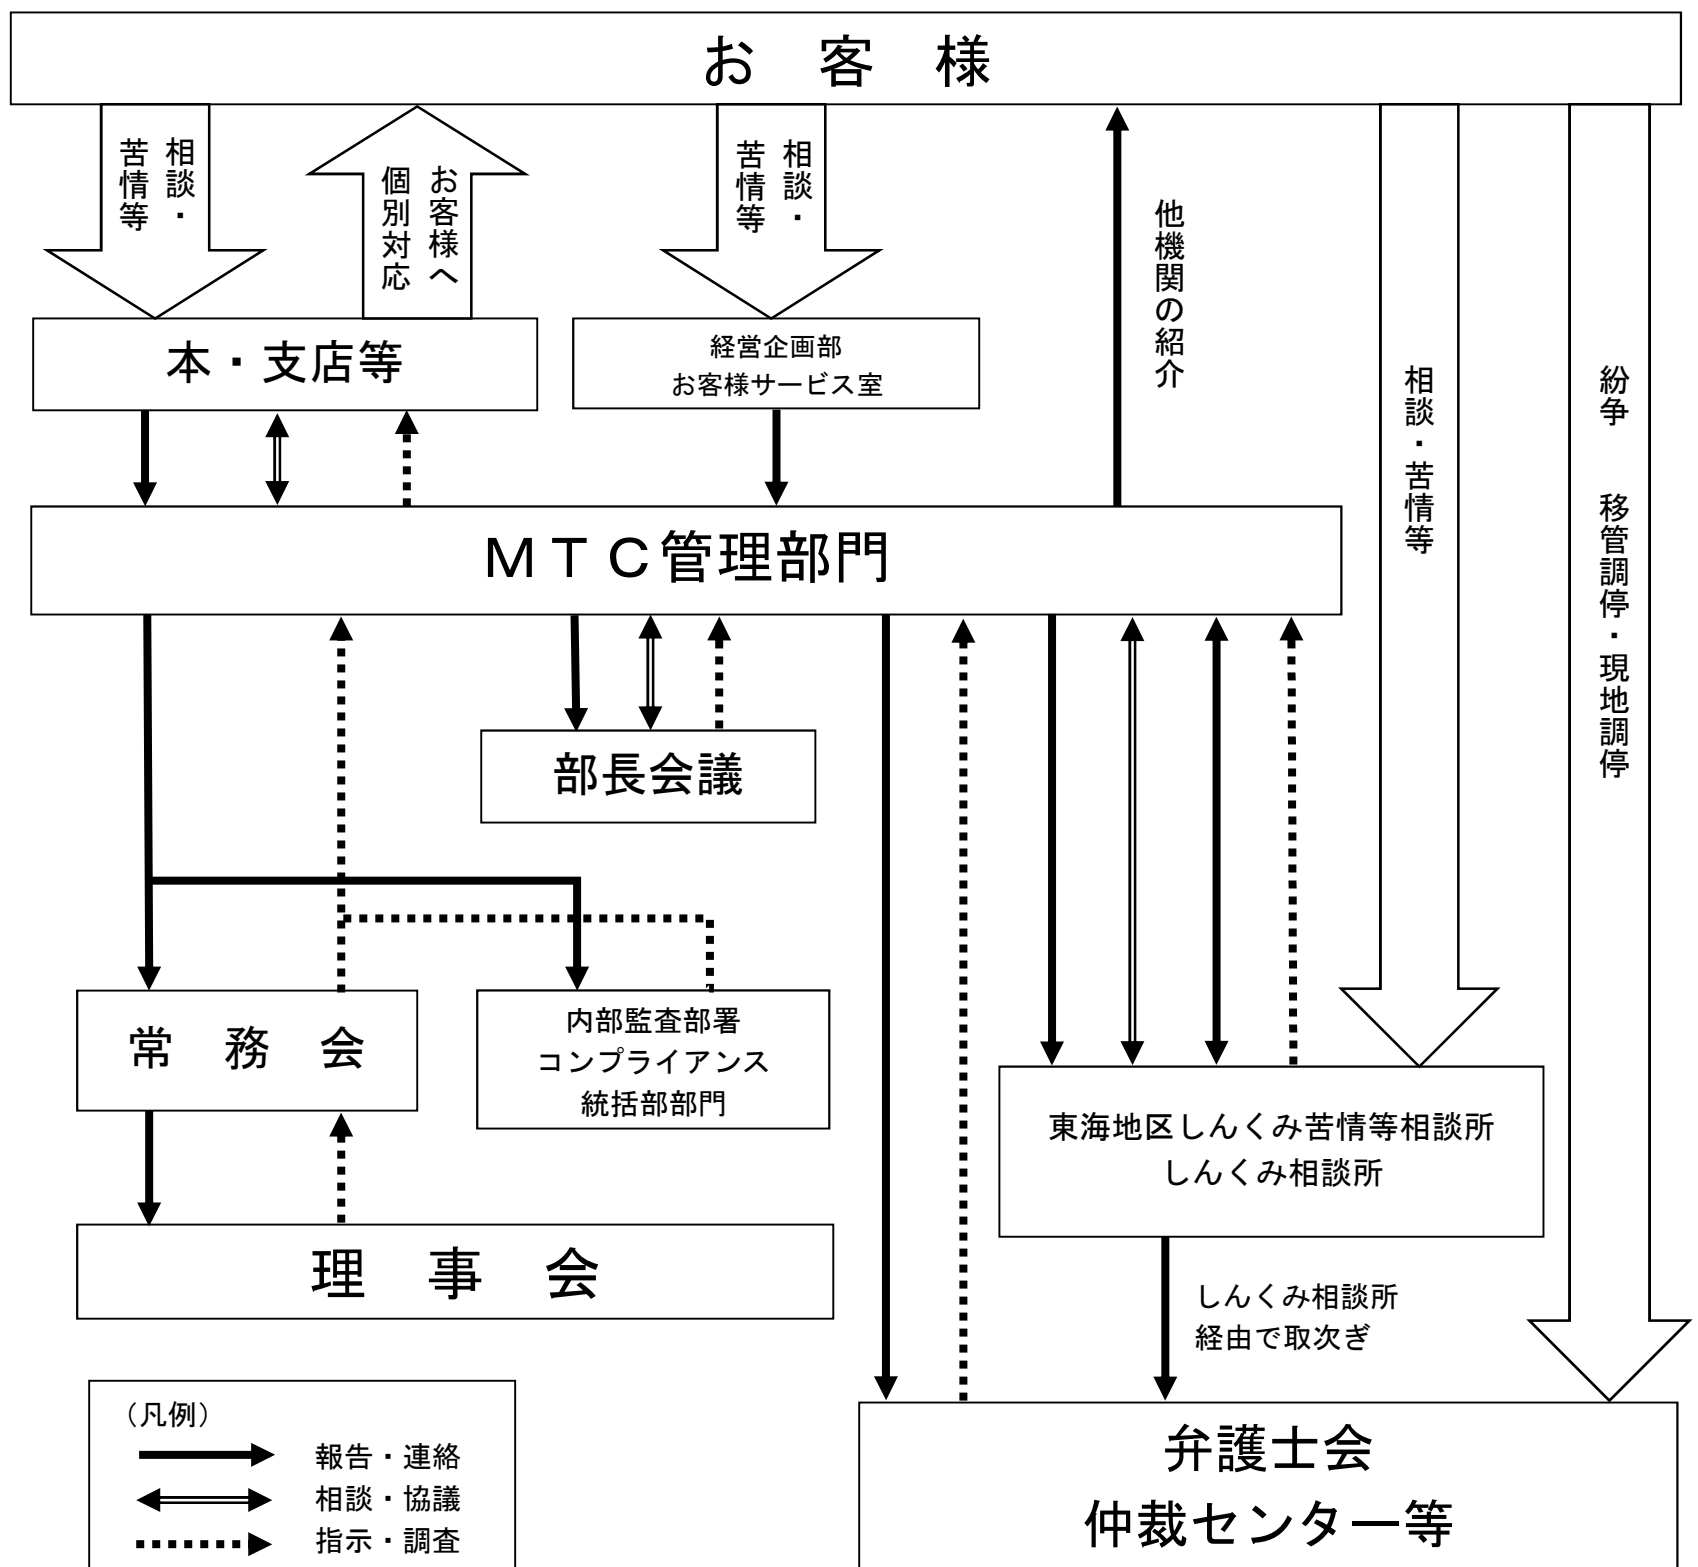 お　客　様
相談・
苦情等
お客様へ
個別対応
相談・
苦情等
他機関の紹介
相談・苦情等
紛争　移管調停・現地調停
本・支店等
経営企画部
お客様サービス室
ＭＴＣ管理部門
部長会議
常　務　会
内部監査部署
コンプライアンス
統括部部門
東海地区しんくみ苦情等相談所
しんくみ相談所
理　事　会
しんくみ相談所
経由で取次ぎ
（凡例）
報告・連絡
相談・協議
指示・調査
弁護士会
仲裁センター等